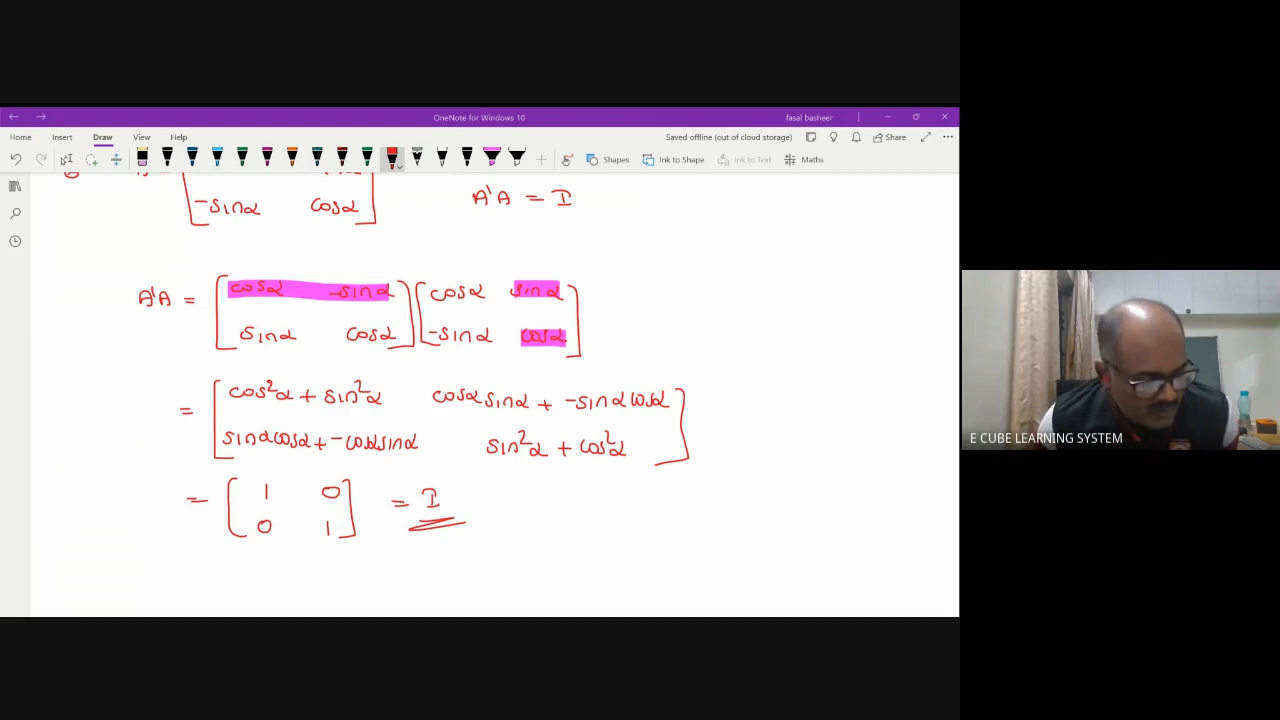 OneNote for Windows 10
fasal basheer
Home Insert Draw View Help
Saved offline (out of cloud storage)
Share
Shapes
Ink to Shape
Ink to Text
Maths
-sinα cosα
A'A = I
A'A = [ cosα -sinα ] [ cosα sinα ]
sinα cosα -sinα cosα
= [ cos²α + sin²α cosα sinα + -sinα cosα ]
sinα cosα + -cosα sinα sin²α + cos²α
= [ 1 0 ] = I
0 1
E CUBE LEARNING SYSTEM